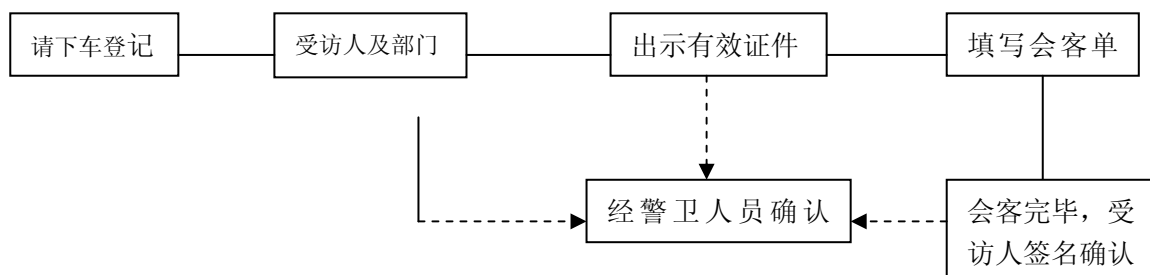 请下车登记
受访人及部门
出示有效证件
填写会客单
经警卫人员确认
会客完毕，受
访人签名确认